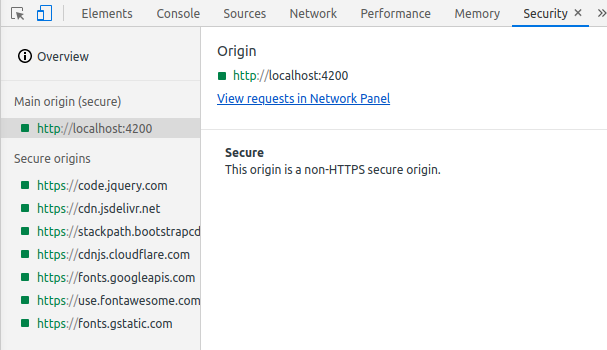 Elements Console Sources Network Performance Memory Security × »
Overview
Main origin (secure)
http://localhost:4200
Secure origins
https://code.jquery.com
https://cdn.jsdelivr.net
https://stackpath.bootstrapcd
https://cdnjs.cloudflare.com
https://fonts.googleapis.com
https://use.fontawesome.com
https://fonts.gstatic.com
Origin
http://localhost:4200
View requests in Network Panel
Secure
This origin is a non-HTTPS secure origin.